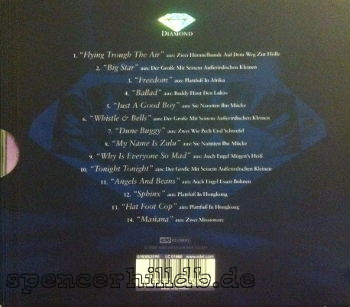 DIAMOND
1. "Flying Trough The Air" aus: Zwei Himmelhunde Auf Dem Weg Zur Hölle
2. "Big Star" aus: Der Große Mit Seinem Außerirdischen Kleinen
3. "Freedom" aus: Plattfuß In Afrika
4. "Ballad" aus: Buddy Haut Den Lukas
5. "Just A Good Boy" aus: Sie Nannten Ihn Mücke
6. "Whistle & Bells" aus: Der Große Mit Seinem Außerirdischen Kleinen
7. "Dune Buggy" aus: Zwei Wie Pech Und Schwefel
8. "My Name Is Zulu" aus: Sie Nannten Ihn Mücke
9. "Why Is Everyone So Mad" aus: Auch Engel Mögen's Heiß
10. "Tonight Tonight" aus: Der Große Mit Seinem Außerirdischen Kleinen
11. "Angels And Beans" aus: Auch Engel Essen Bohnen
12. "Sphinx" aus: Plattfuß In Hongkong
13. "Flat Foot Cop" aus: Plattfuß In Hongkong
14. "Mañana" aus: Zwei Missionare
spencerhilldb.de